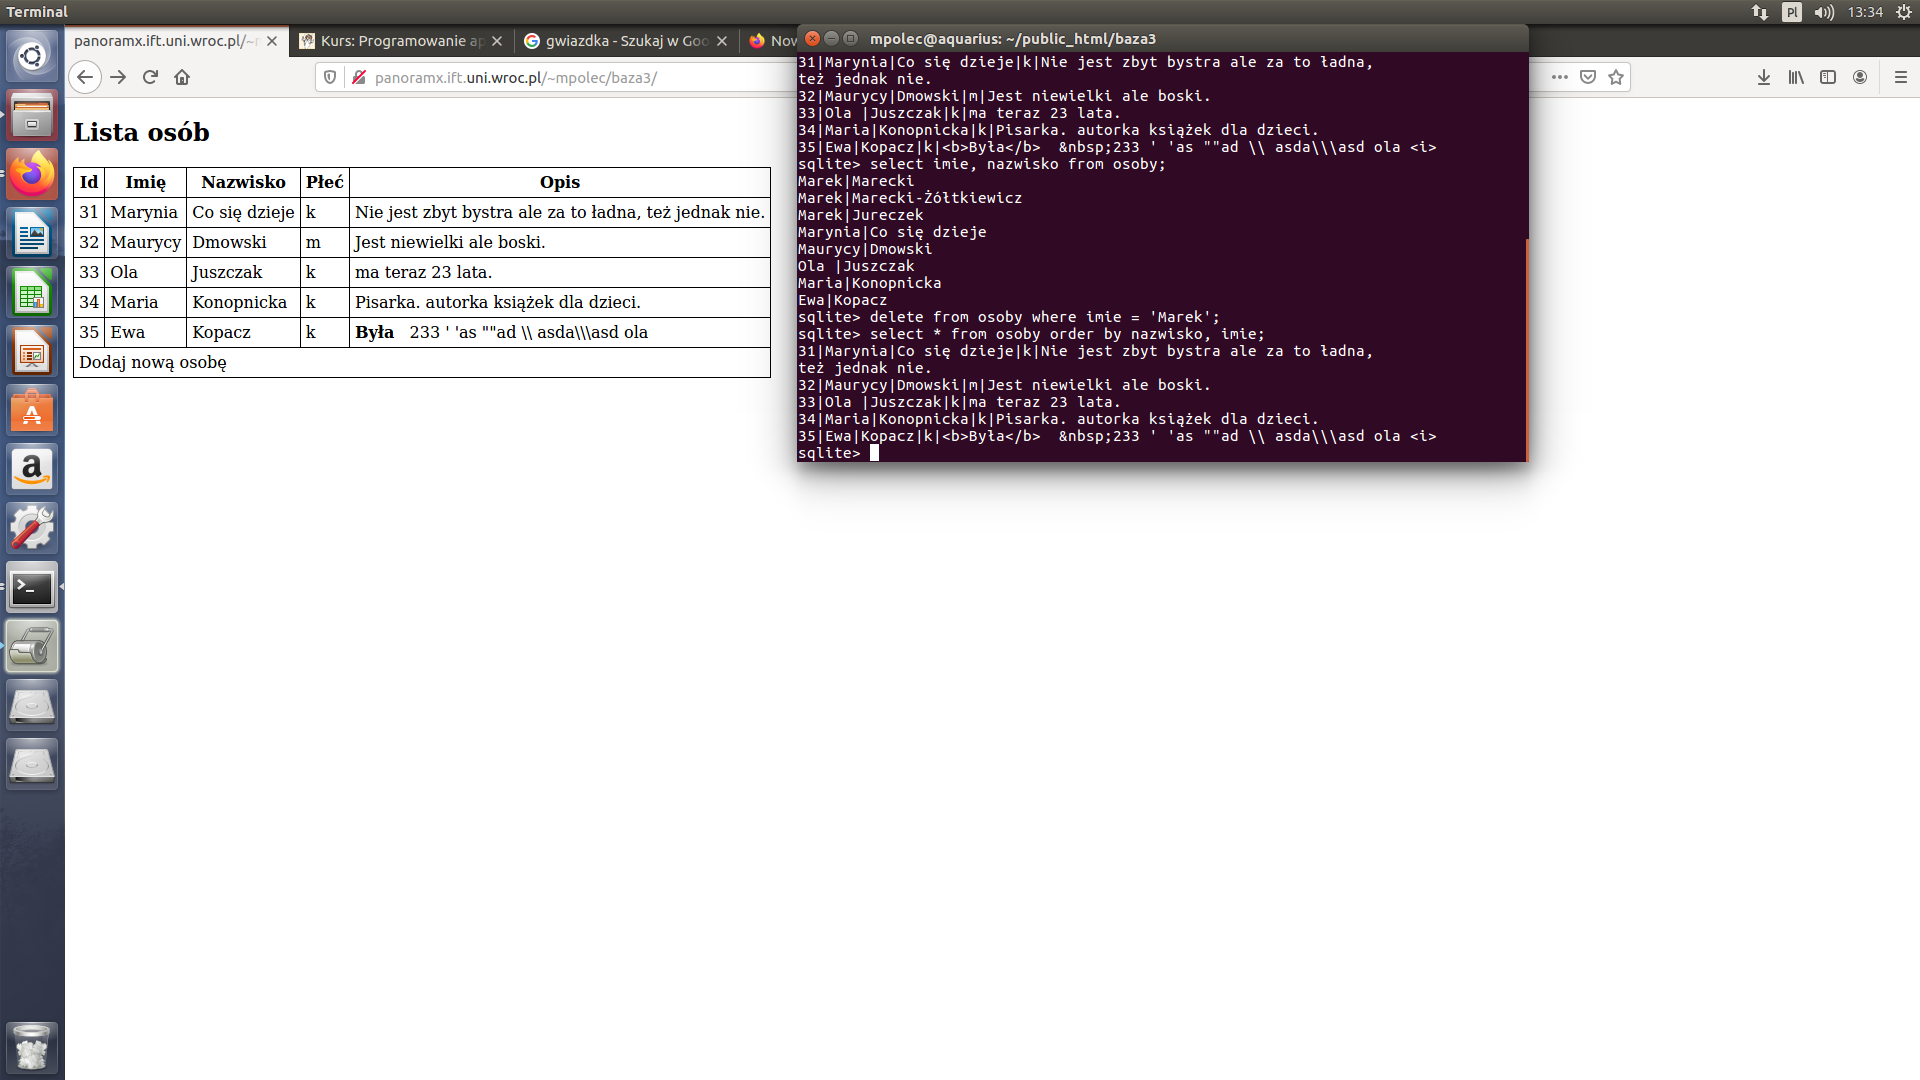 Terminal
Pl
13:34
panoramx.ift.uni.wroc.pl/~
Kurs: Programowanie ap
gwiazdka - Szukaj w Goo
Nov
panoramx.ift.uni.wroc.pl/~mpolec/baza3/
Lista osób
Id Imię Nazwisko Płeć Opis
31 Marynia Co się dzieje k Nie jest zbyt bystra ale za to ładna, też jednak nie.
32 Maurycy Dmowski m Jest niewielki ale boski.
33 Ola Juszczak k ma teraz 23 lata.
34 Maria Konopnicka k Pisarka. autorka książek dla dzieci.
35 Ewa Kopacz k Była 233 ' 'as ""ad \\ asda\\\asd ola
Dodaj nową osobę
mpolec@aquarius: ~/public_html/baza3
31|Marynia|Co się dzieje|k|Nie jest zbyt bystra ale za to ładna,
też jednak nie.
32|Maurycy|Dmowski|m|Jest niewielki ale boski.
33|Ola |Juszczak|k|ma teraz 23 lata.
34|Maria|Konopnicka|k|Pisarka. autorka książek dla dzieci.
35|Ewa|Kopacz|k|<b>Była</b>  &nbsp;233 ' 'as ""ad \\ asda\\\asd ola <i>
sqlite> select imie, nazwisko from osoby;
Marek|Marecki
Marek|Marecki-Żółtkiewicz
Marek|Jureczek
Marynia|Co się dzieje
Maurycy|Dmowski
Ola |Juszczak
Maria|Konopnicka
Ewa|Kopacz
sqlite> delete from osoby where imie = 'Marek';
sqlite> select * from osoby order by nazwisko, imie;
31|Marynia|Co się dzieje|k|Nie jest zbyt bystra ale za to ładna,
też jednak nie.
32|Maurycy|Dmowski|m|Jest niewielki ale boski.
33|Ola |Juszczak|k|ma teraz 23 lata.
34|Maria|Konopnicka|k|Pisarka. autorka książek dla dzieci.
35|Ewa|Kopacz|k|<b>Była</b>  &nbsp;233 ' 'as ""ad \\ asda\\\asd ola <i>
sqlite>